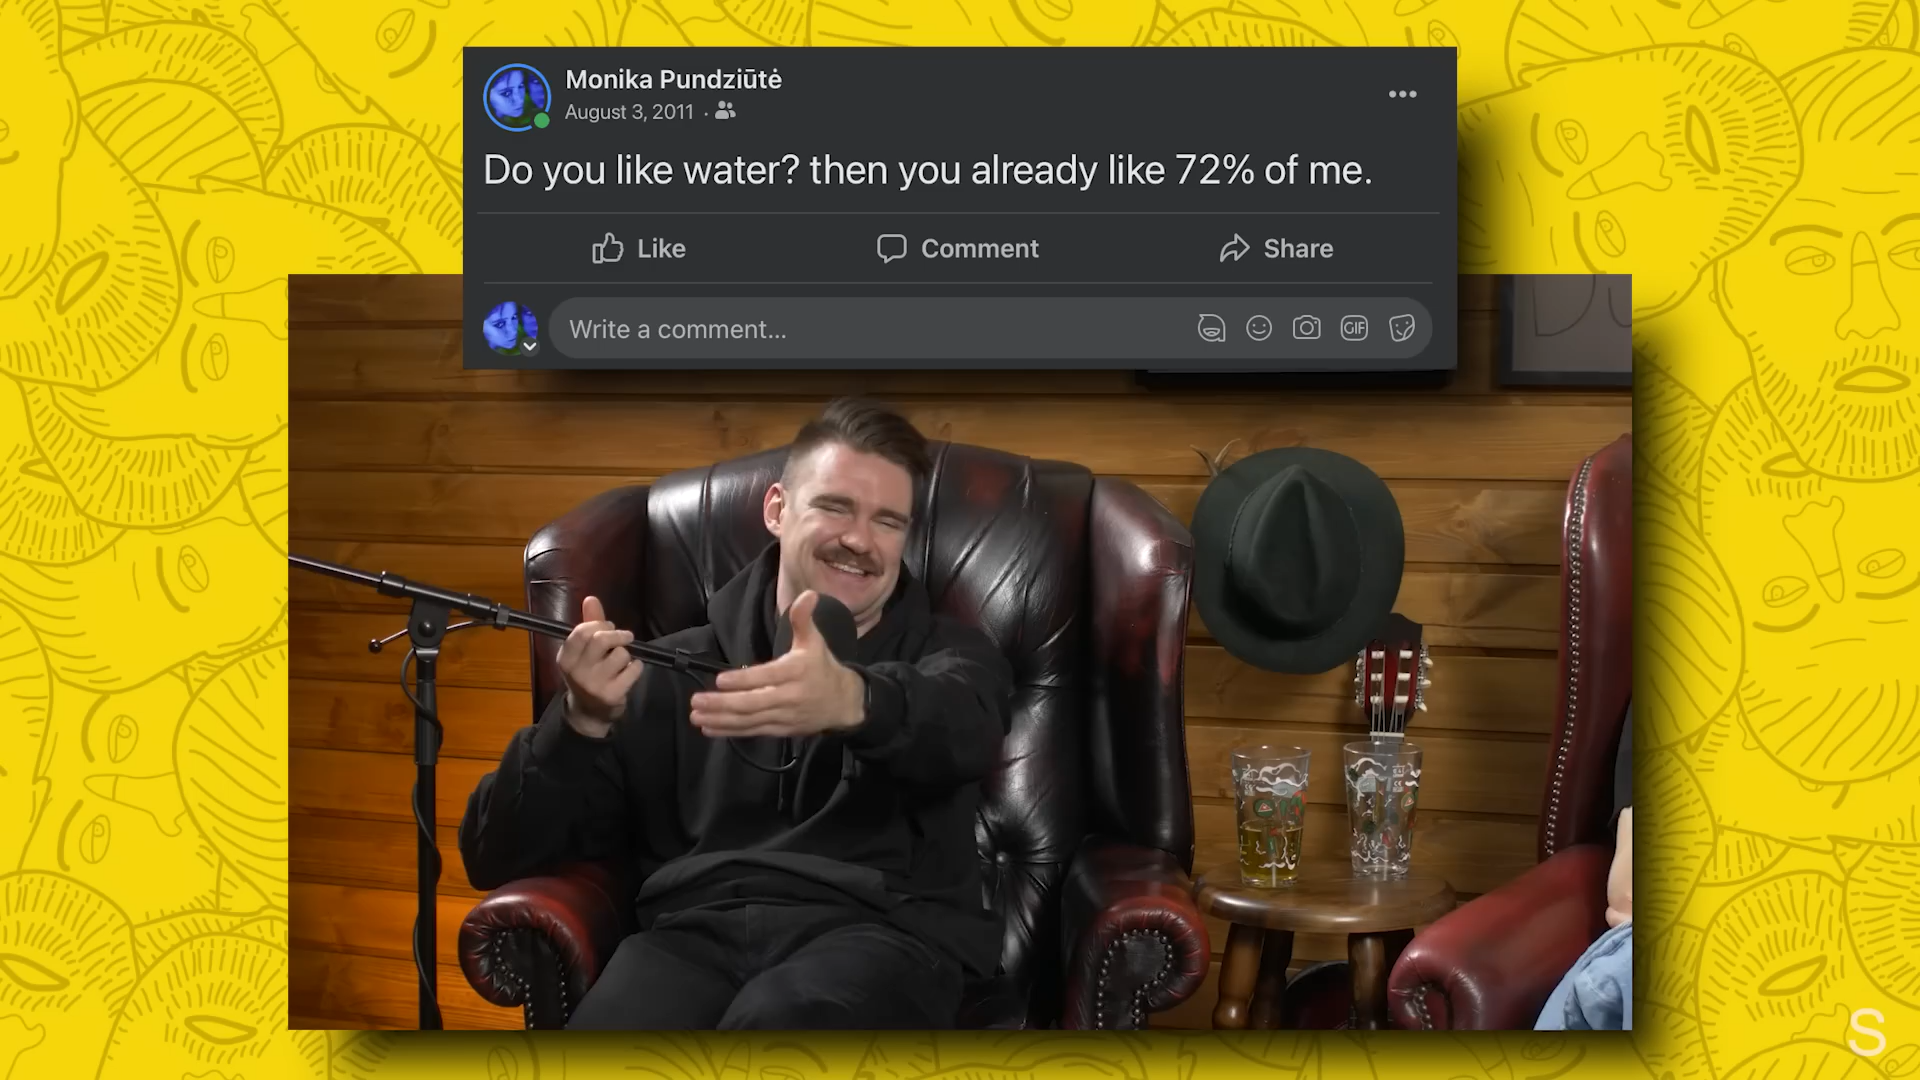 Monika Pundziūtė
August 3, 2011 ·
Do you like water? then you already like 72% of me.
Like Comment Share
Write a comment...
GIF
S